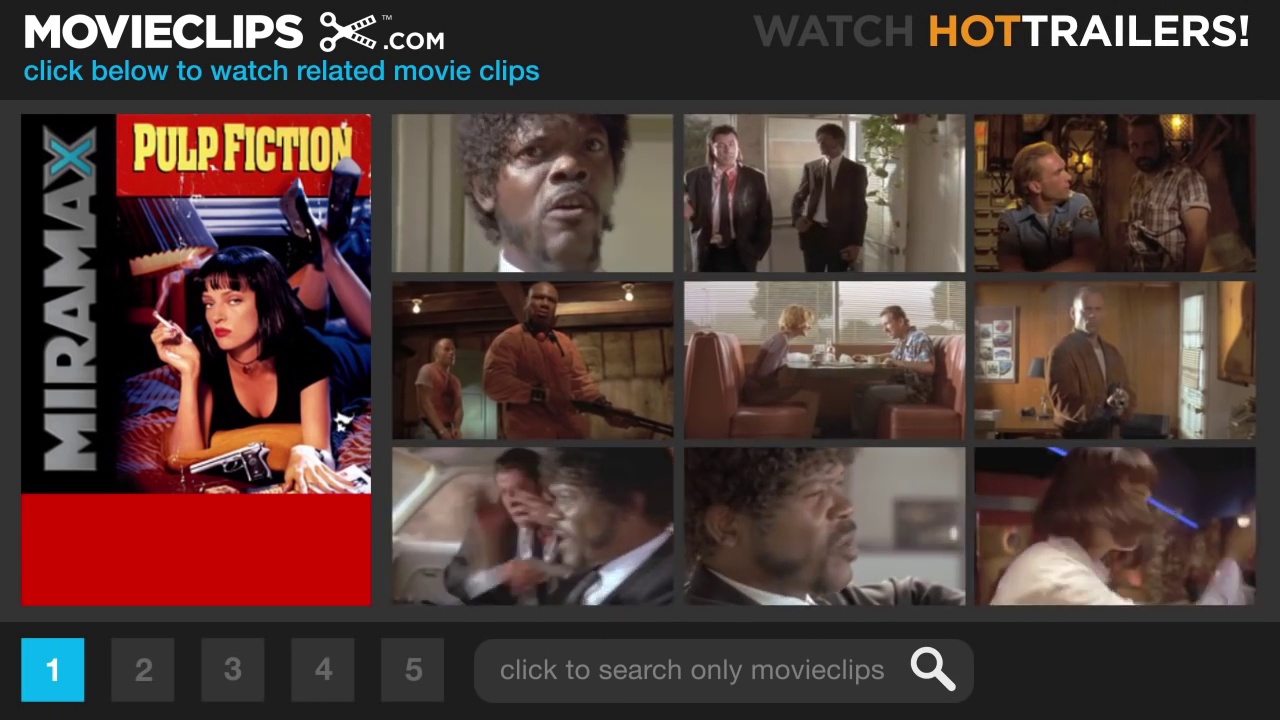 MOVIECLIPS™.COM
WATCH HOTTRAILERS!
click below to watch related movie clips
MIRAMAX
PULP FICTION
1 2 3 4 5
click to search only movieclips